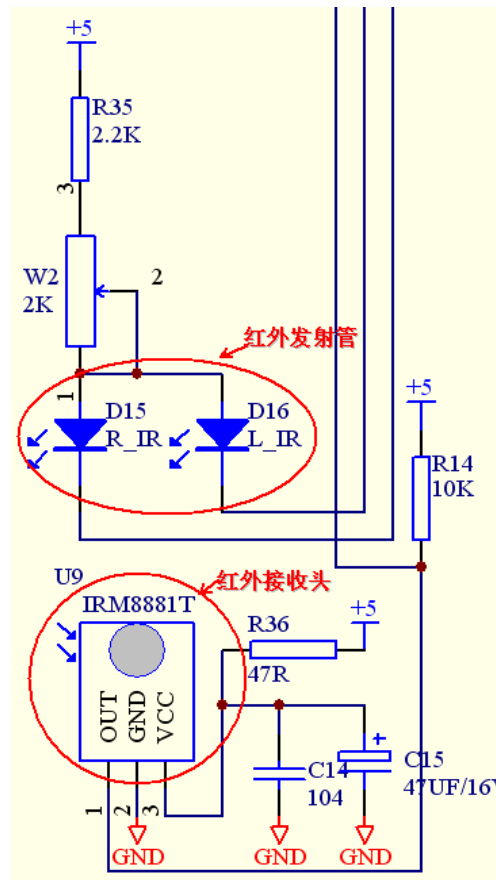 +5
R35
2.2K
3
W2
2K
2
红外发射管
1
D15
R_IR
D16
L_IR
+5
R14
10K
U9
红外接收头
IRM8881T
R36
47R
+5
OUT
GND
VCC
1
2
3
C14
104
C15
47UF/16V
GND
GND
GND